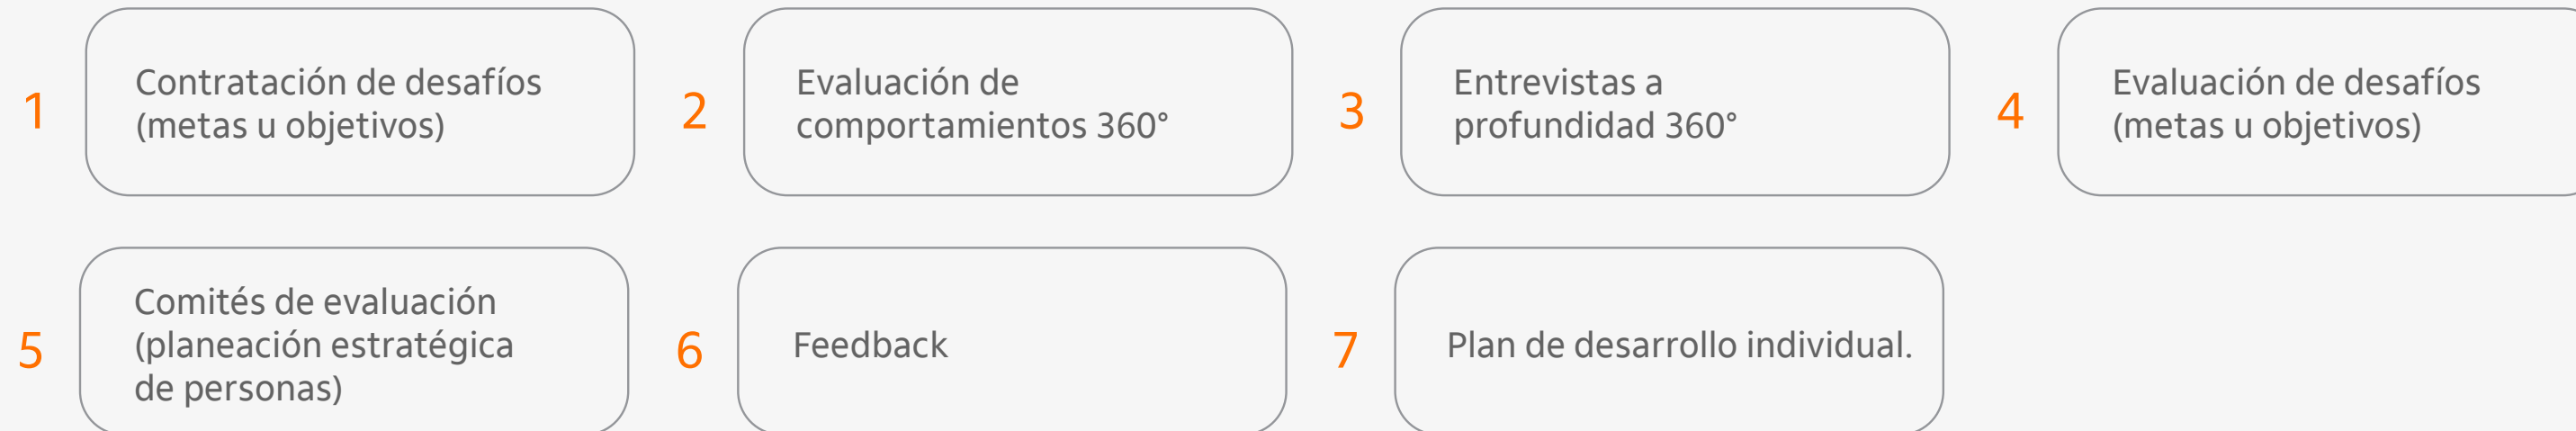 1
Contratación de desafíos
(metas u objetivos)
2
Evaluación de
comportamientos 360°
3
Entrevistas a
profundidad 360°
4
Evaluación de desafíos
(metas u objetivos)
5
Comités de evaluación
(planeación estratégica
de personas)
6
Feedback
7
Plan de desarrollo individual.